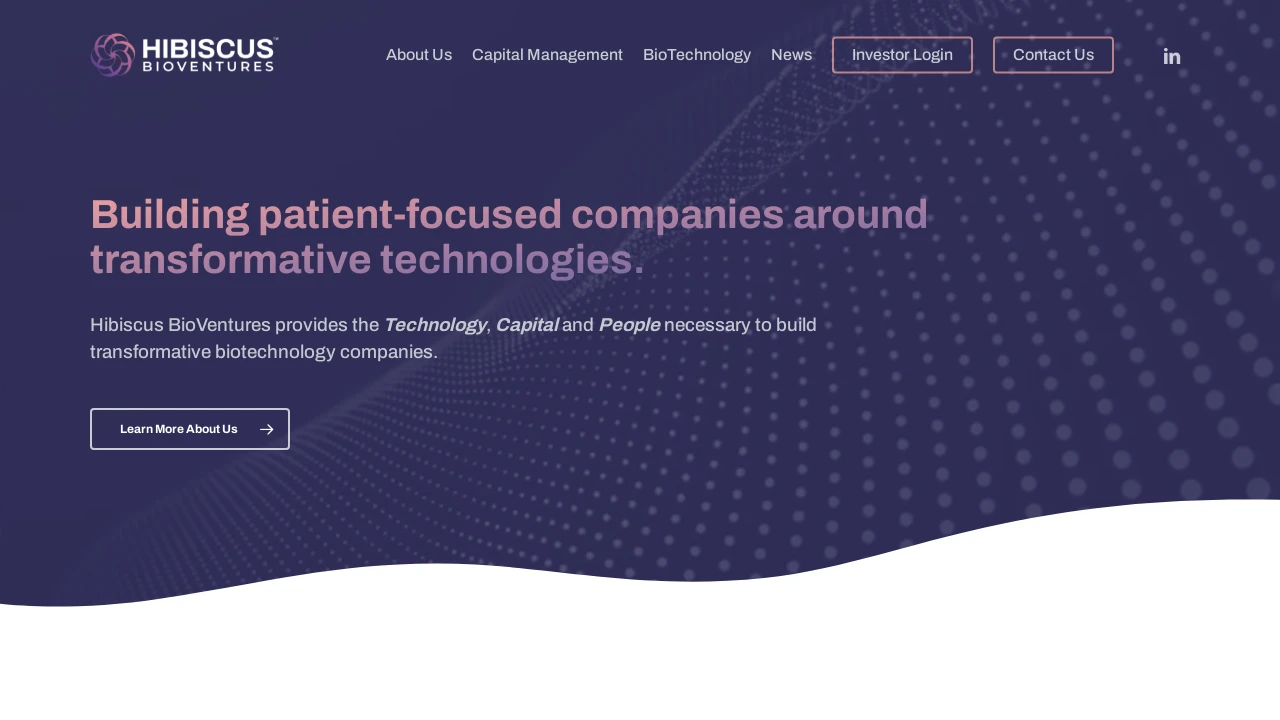 HIBISCUS™
BIOVENTURES
About Us
Capital Management
BioTechnology
News
Investor Login
Contact Us
in
Building patient-focused companies around
transformative technologies.
Hibiscus BioVentures provides the Technology, Capital and People necessary to build
transformative biotechnology companies.
Learn More About Us